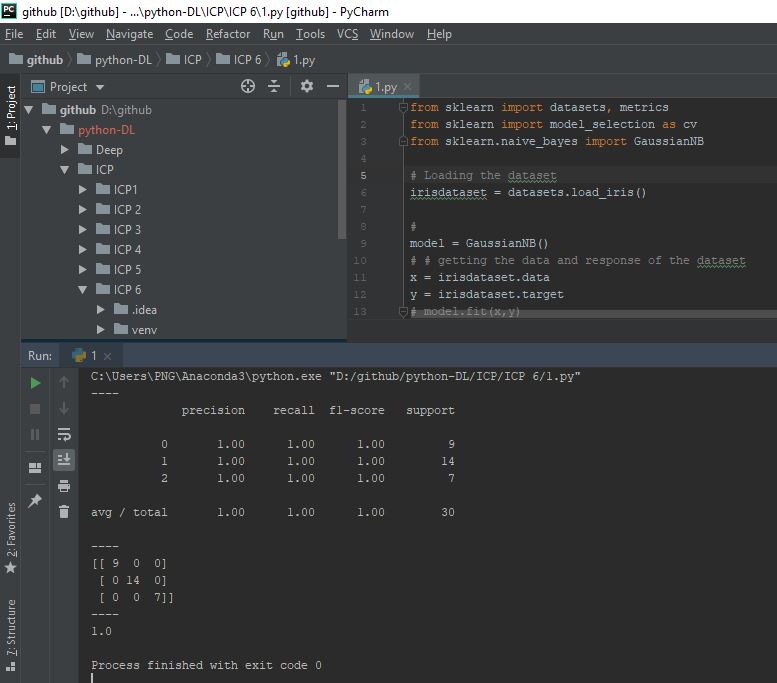 PC github [D:\github] - ...\python-DL\ICP\ICP 6\1.py [github] - PyCharm
File Edit View Navigate Code Refactor Run Tools VCS Window Help
github python-DL ICP ICP 6 1.py
1: Project
Project
github D:\github
python-DL
Deep
ICP
ICP1
ICP 2
ICP 3
ICP 4
ICP 5
ICP 6
.idea
venv
1.py
1 from sklearn import datasets, metrics
2 from sklearn import model_selection as cv
3 from sklearn.naive_bayes import GaussianNB
4
5 # Loading the dataset
6 irisdataset = datasets.load_iris()
7
8 #
9 model = GaussianNB()
10 # # getting the data and response of the dataset
11 x = irisdataset.data
12 y = irisdataset.target
13 # model.fit(x,y)
Run: 1
C:\Users\PNG\Anaconda3\python.exe "D:/github/python-DL/ICP/ICP 6/1.py"
----
precision recall f1-score support
0 1.00 1.00 1.00 9
1 1.00 1.00 1.00 14
2 1.00 1.00 1.00 7
avg / total 1.00 1.00 1.00 30
----
[[ 9 0 0]
[ 0 14 0]
[ 0 0 7]]
----
1.0
Process finished with exit code 0
2: Favorites
7: Structure